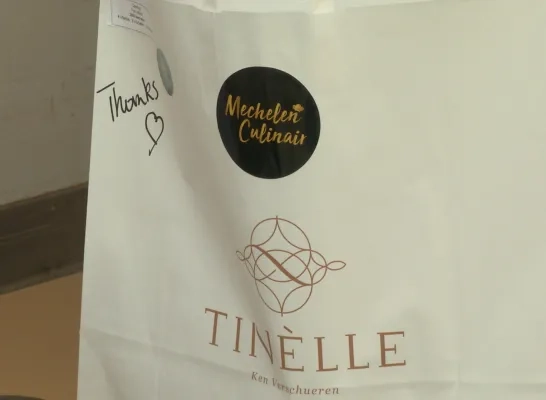 Thanks
Mechelen
Culinair
TINÈLLE
Ken Verschueren